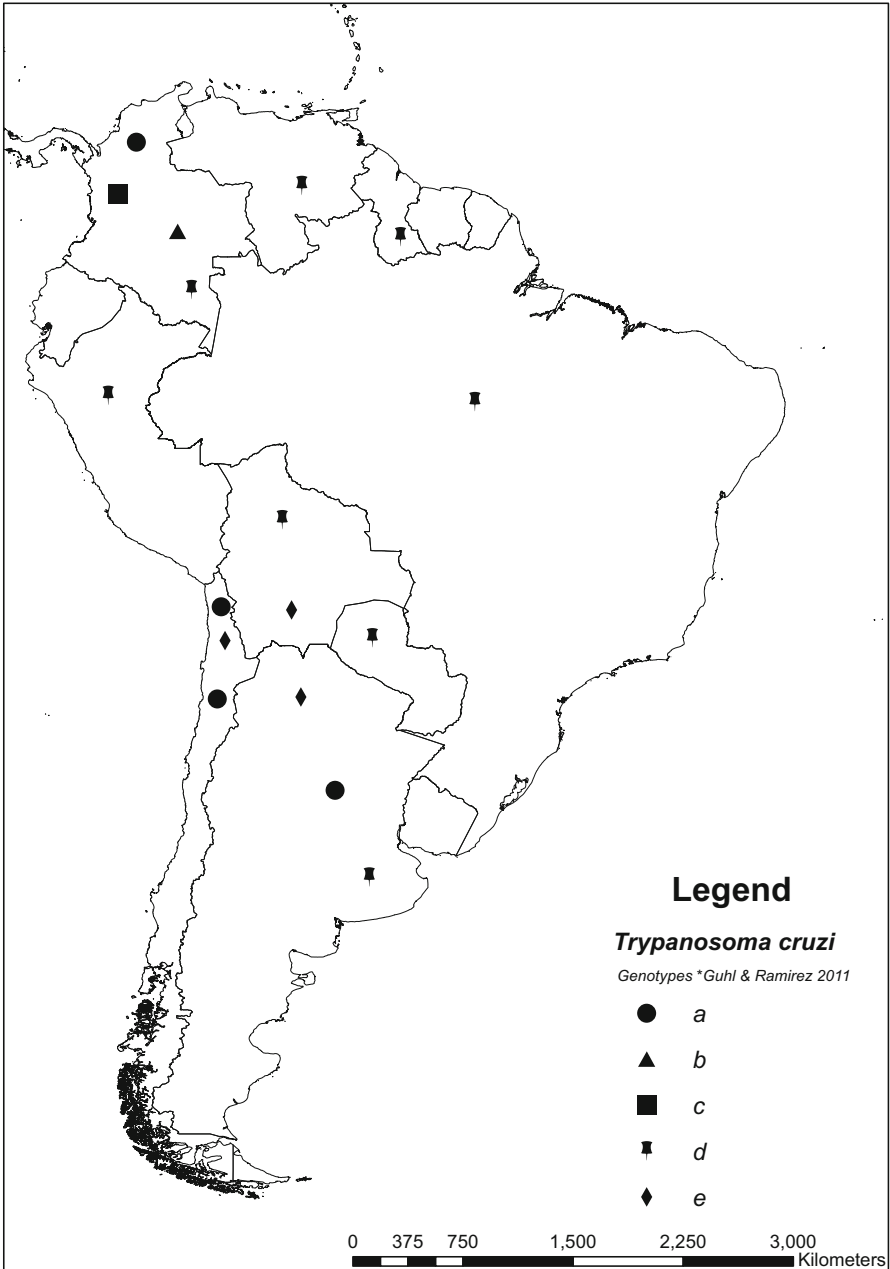 Legend
Trypanosoma cruzi
Genotypes *Guhl & Ramirez 2011
a
b
c
d
e
0 375 750 1,500 2,250 3,000
Kilometers